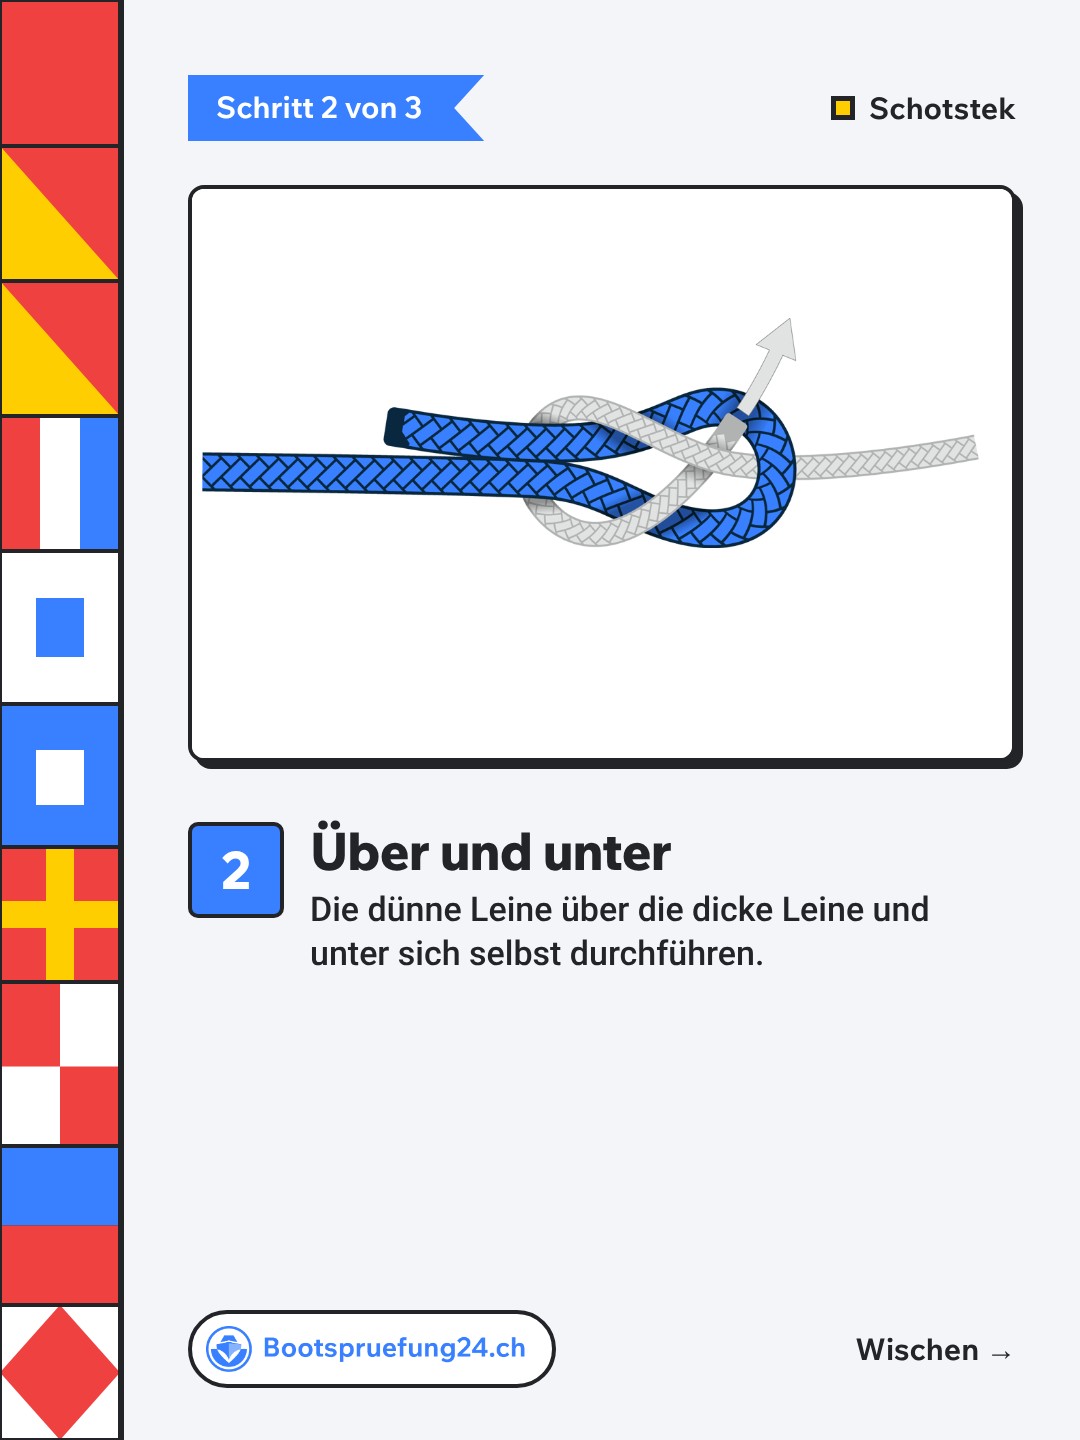 Schritt 2 von 3
Schotstek
2
Über und unter
Die dünne Leine über die dicke Leine und
unter sich selbst durchführen.
Bootspruefung24.ch
Wischen →